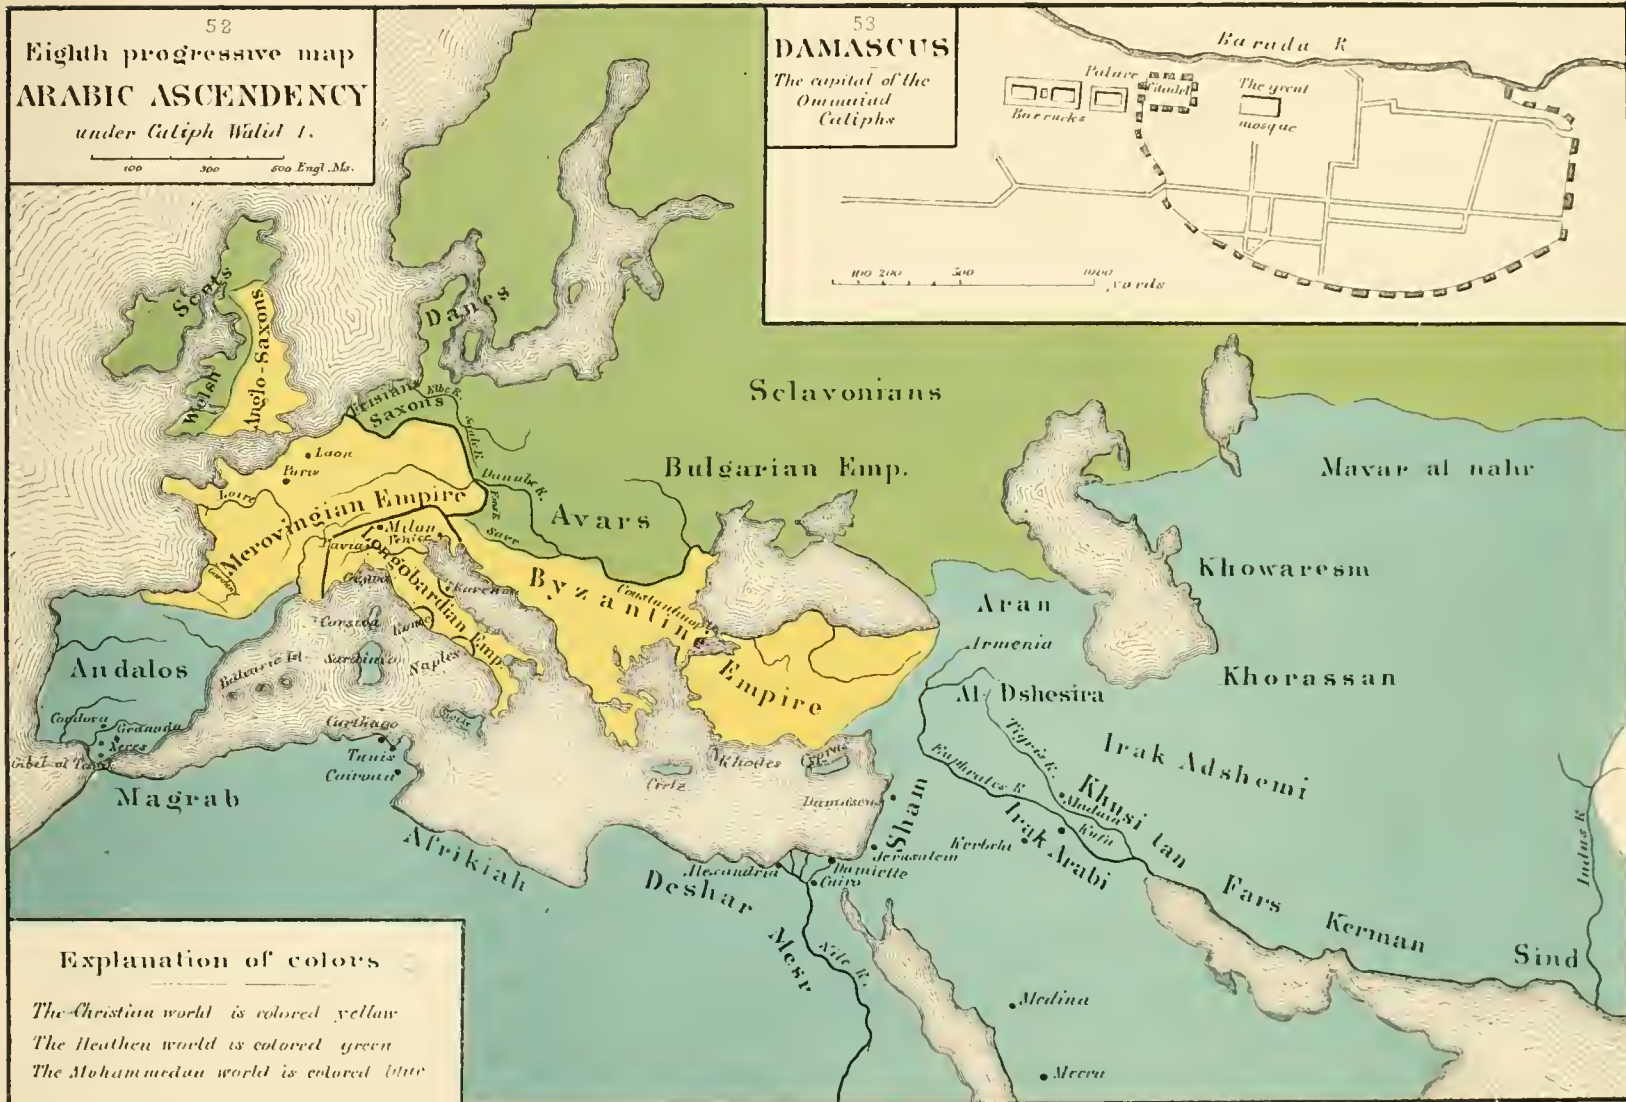 52
Eighth progressive map
ARABIC ASCENDENCY
under Caliph Walid I.
100 300 500 Engl. Ms.
53
DAMASCUS
The capital of the
Ommaiad
Caliphs
Barada R
Palace
Citadel
The great
mosque
Barracks
100 200 500 1000
yards
Scots
Welsh
Anglo-Saxons
Danes
Frisians
Saxons
Elbe R.
Saale R
Sclavonians
Bulgarian Emp.
Mavar al nahr
Laon
Paris
Loire
Merovingian Empire
Danube R.
Avars
Save
Milan
Pavia
Venice
Longobardian Emp.
Genoa
Ravenna
Byzantine
Empire
Constantinople
Khowaresm
Aran
Armenia
Khorassan
Corsica
Rome
Andalos
Balearic Isl.
Sardinia
Naples
Al-Dshesira
Cordova
Granada
Xeres
Gibel al Tarik
Carthago
Tunis
Cairoua
Magrab
Afrikiah
Rhodes
Damascus
Sham
Euphrates R
Tigris R.
Irak Adshemi
Khusi tan
Madain
Kufa
Irak Arabi
Kerbela
Indus R
Jerusalem
Damiette
Alexandria
Cairo
Deshar
Mesr
Nile R.
Fars
Kerman
Sind
Medina
Mecca
Explanation of colors
The Christian world is colored yellow
The Heathen world is colored green
The Mohammedan world is colored blue